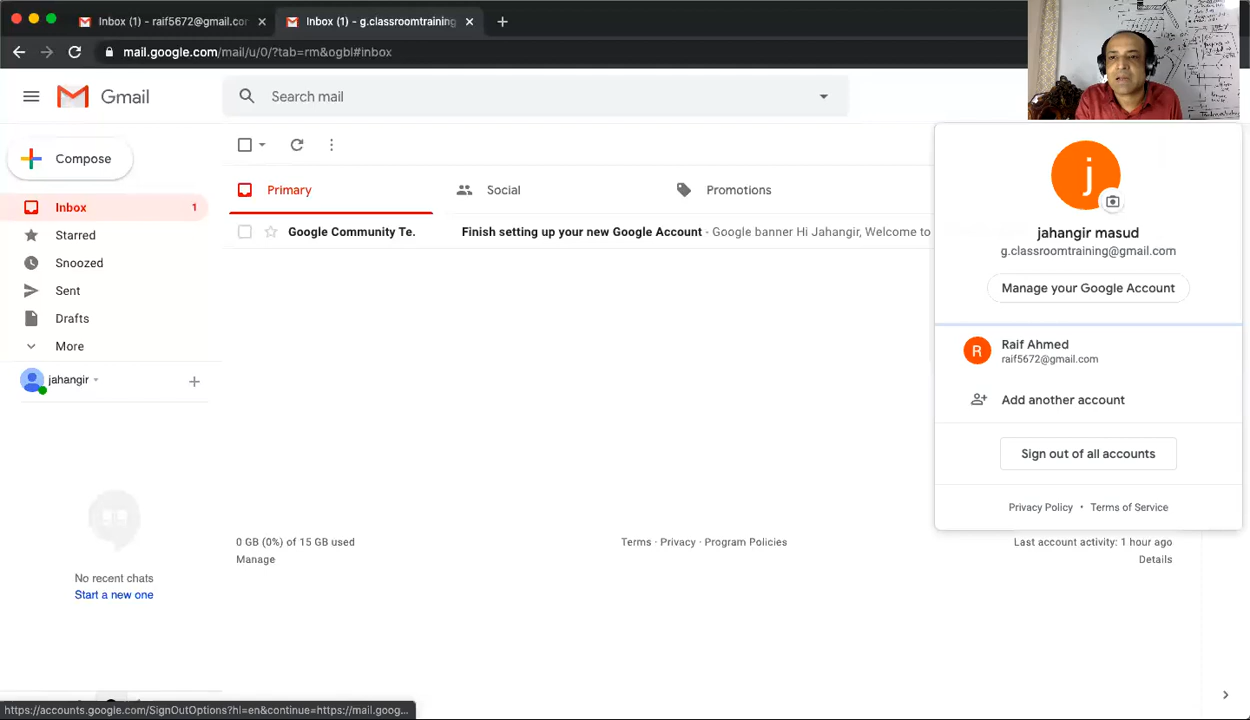 Inbox (1) - raif5672@gmail.cor
Inbox (1) - g.classroomtraining
mail.google.com/mail/u/0/?tab=rm&ogbl#inbox
Gmail
Search mail
Compose
Inbox 1
Starred
Snoozed
Sent
Drafts
More
jahangir
No recent chats
Start a new one
Primary
Social
Promotions
Google Community Te.
Finish setting up your new Google Account - Google banner Hi Jahangir, Welcome to
0 GB (0%) of 15 GB used
Manage
Terms · Privacy · Program Policies
Last account activity: 1 hour ago
Details
j
jahangir masud
g.classroomtraining@gmail.com
Manage your Google Account
R
Raif Ahmed
raif5672@gmail.com
Add another account
Sign out of all accounts
Privacy Policy • Terms of Service
https://accounts.google.com/SignOutOptions?hl=en&continue=https://mail.goog...